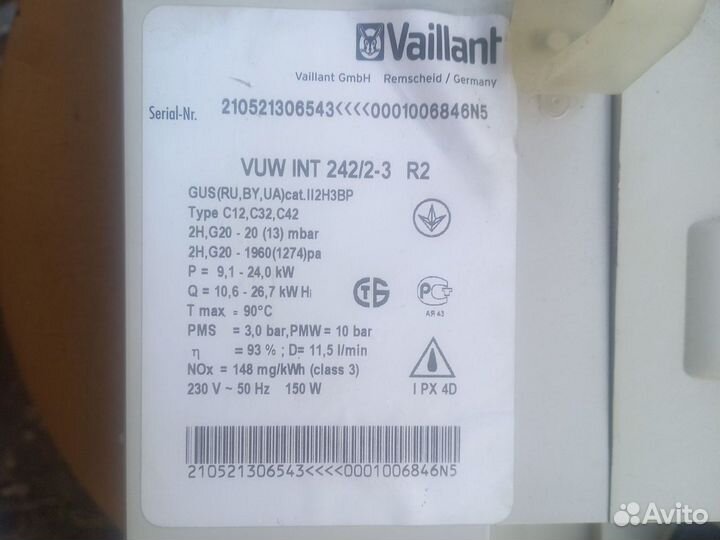 Vaillant
Vaillant GmbH Remscheid / Germany
Serial-Nr. 210521306543<<<<0001006846N5
VUW INT 242/2-3 R2
GUS(RU,BY,UA)cat.II2H3BP
Type C12,C32,C42
2H,G20 - 20 (13) mbar
2H,G20 - 1960(1274)pa
P = 9,1 - 24,0 kW
Q = 10,6 - 26,7 kW Hi
T max = 90°C
PMS = 3,0 bar,PMW = 10 bar
η = 93 % ; D= 11,5 l/min
NOx = 148 mg/kWh (class 3)
230 V ~ 50 Hz 150 W
АЯ 43
I PX 4D
210521306543<<<<0001006846N5
Avito